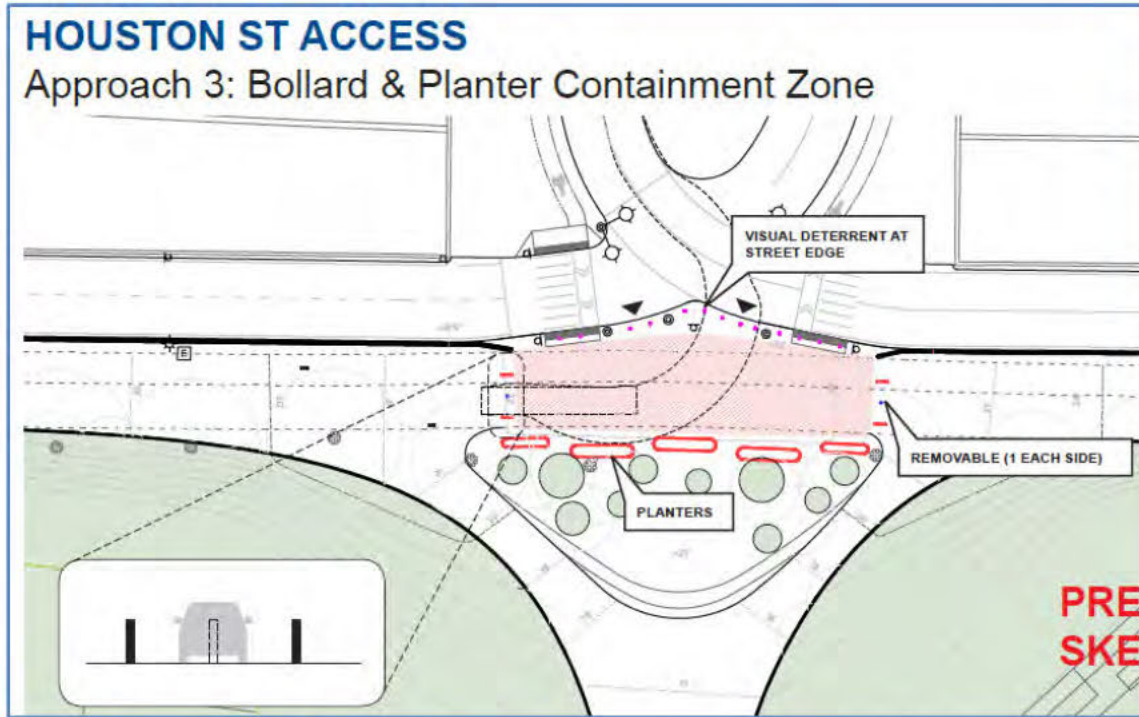 HOUSTON ST ACCESS
Approach 3: Bollard & Planter Containment Zone
VISUAL DETERRENT AT
STREET EDGE
E
REMOVABLE (1 EACH SIDE)
PLANTERS
PRE
SKE